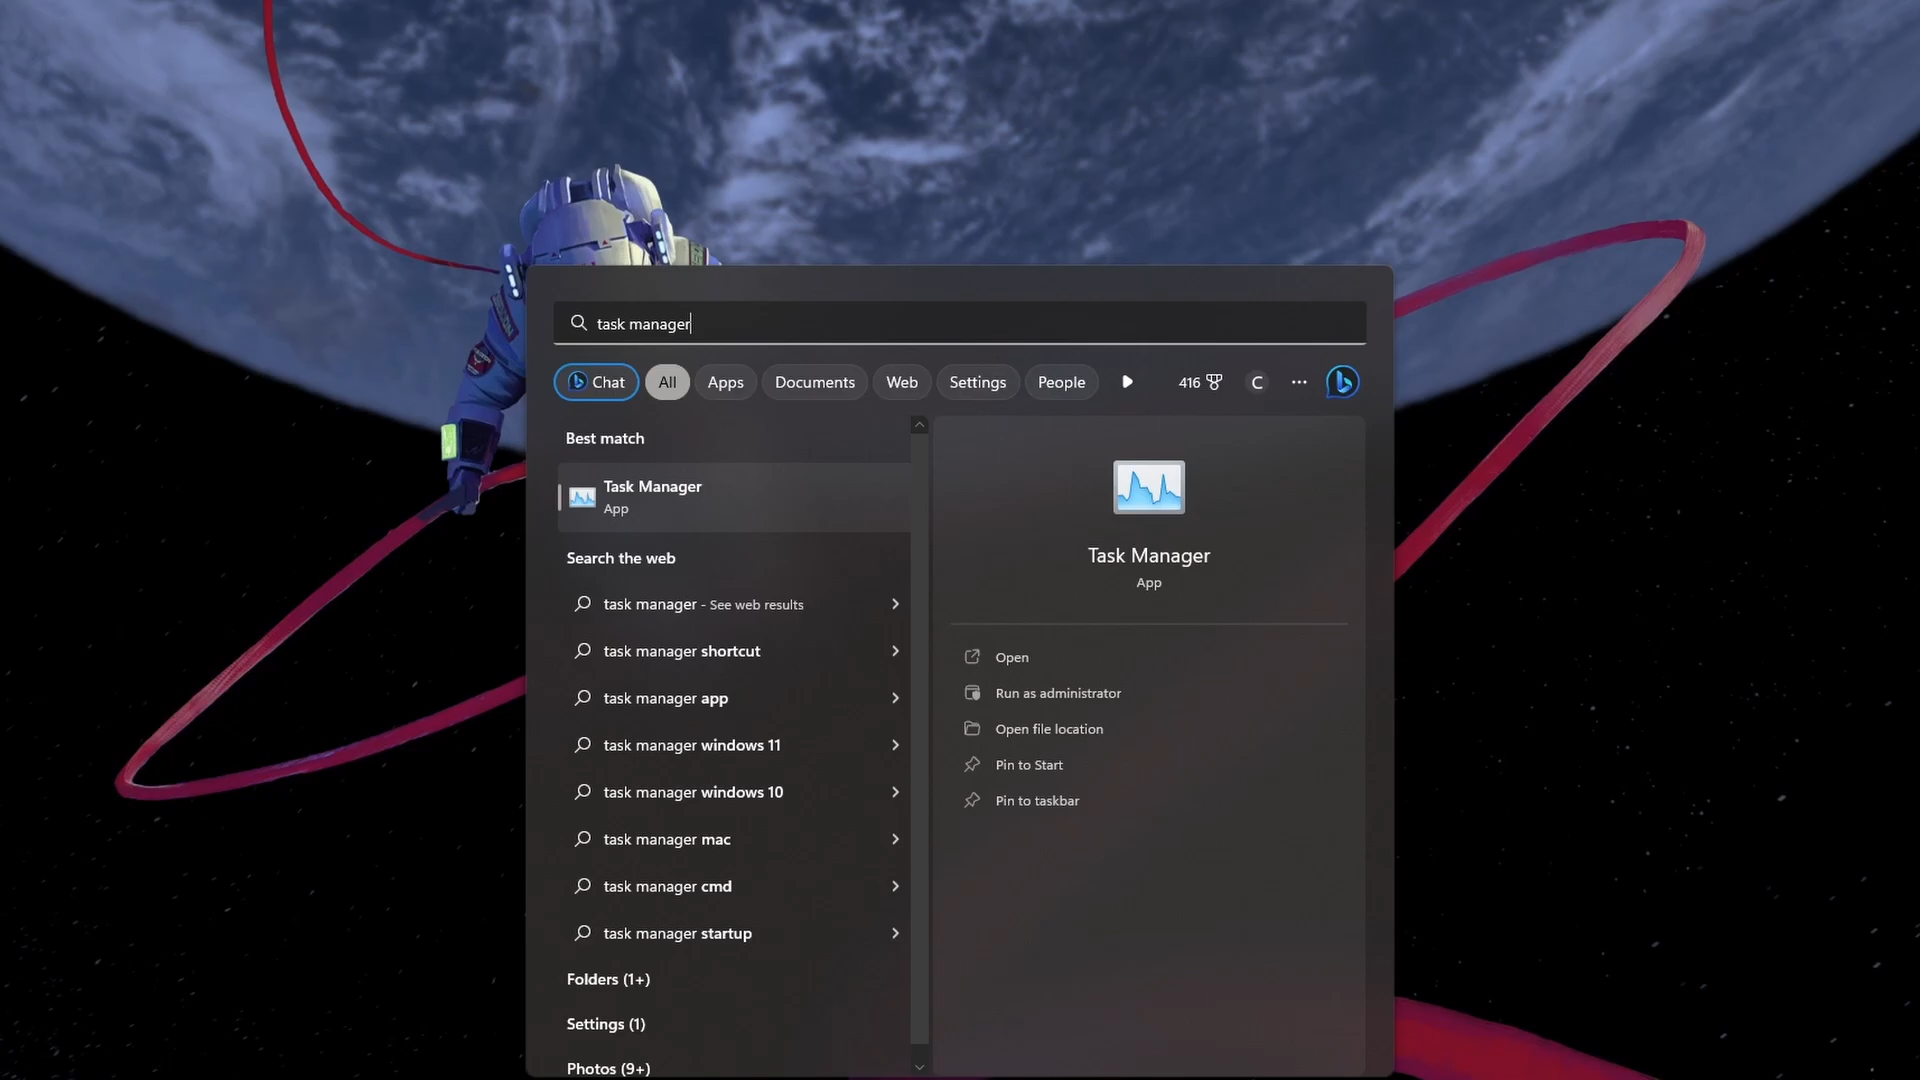 task manager
Chat All Apps Documents Web Settings People 416 C
Best match
Task Manager
App
Search the web
task manager - See web results
task manager shortcut
task manager app
task manager windows 11
task manager windows 10
task manager mac
task manager cmd
task manager startup
Folders (1+)
Settings (1)
Photos (9+)
Task Manager
App
Open
Run as administrator
Open file location
Pin to Start
Pin to taskbar